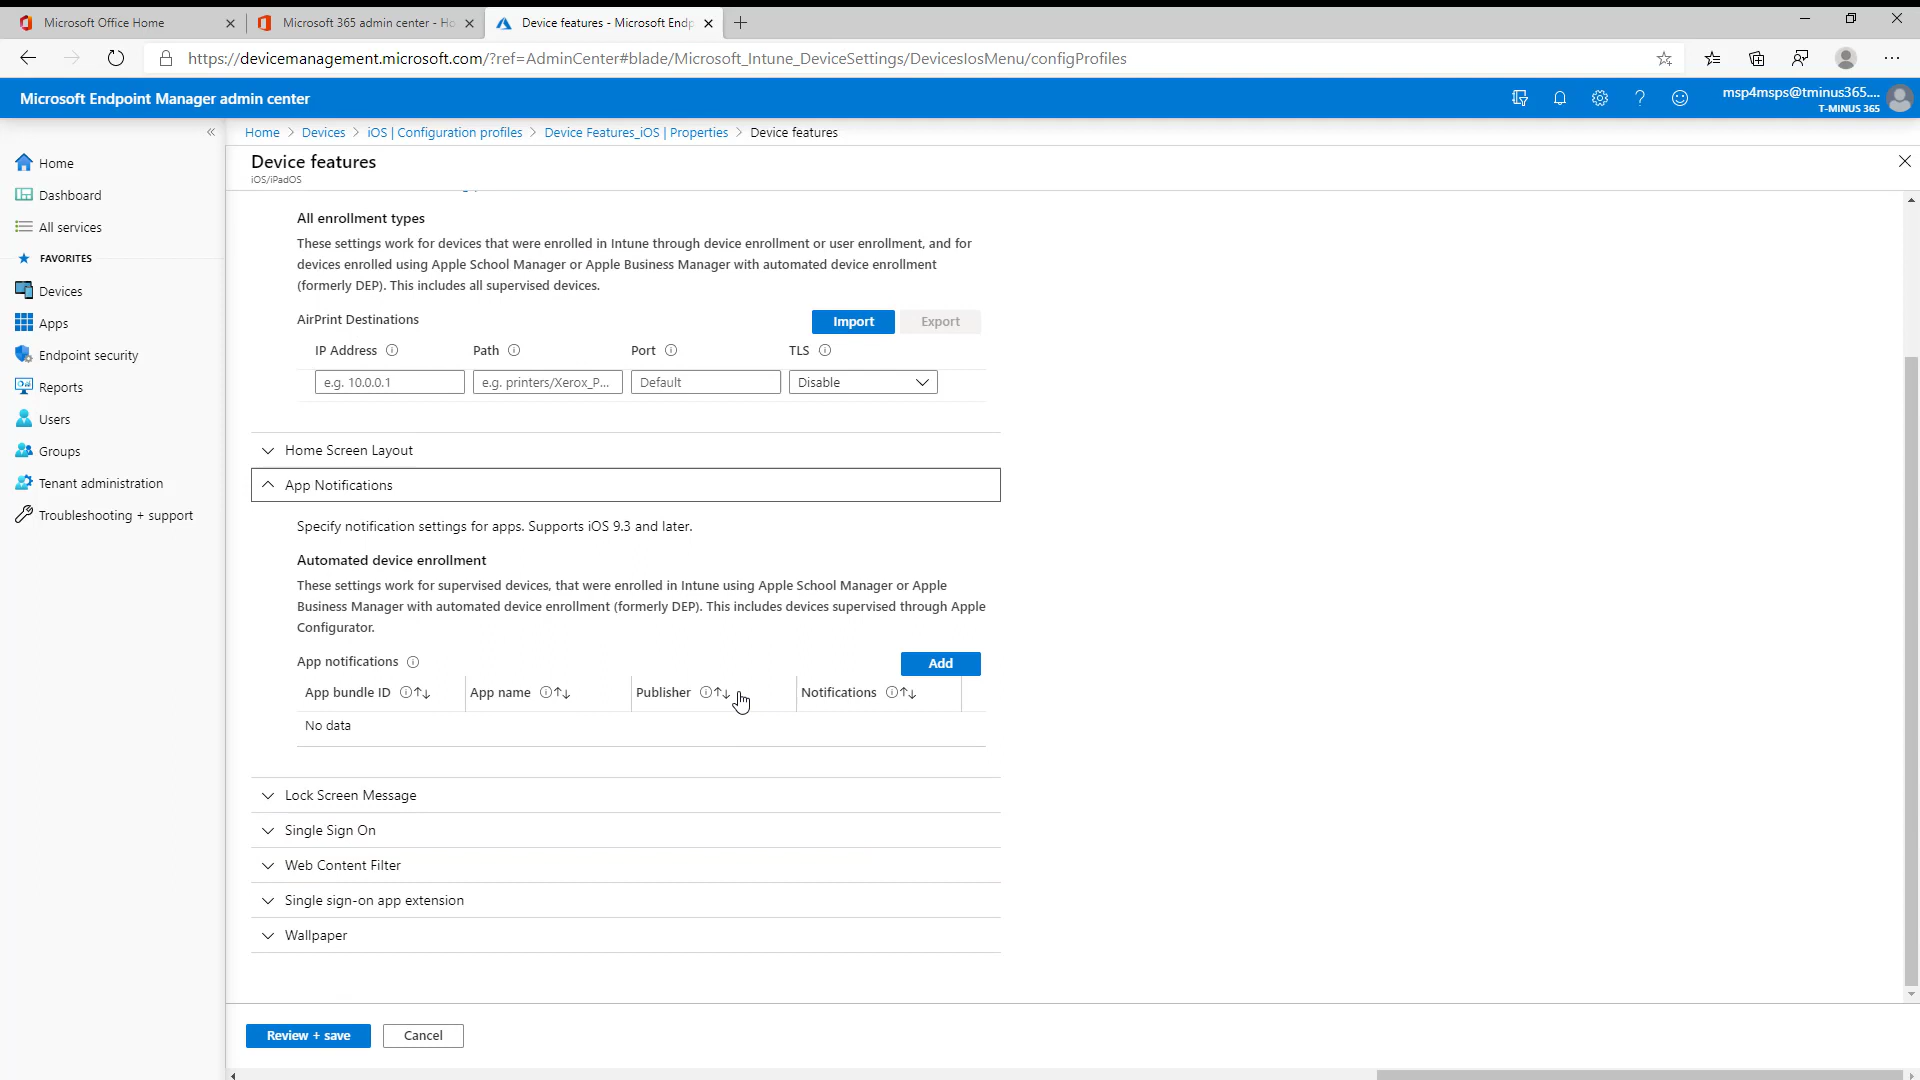 Microsoft Office Home
Microsoft 365 admin center - Ho
Device features - Microsoft Endp
https://devicemanagement.microsoft.com/?ref=AdminCenter#blade/Microsoft_Intune_DeviceSettings/DevicesIosMenu/configProfiles
Microsoft Endpoint Manager admin center
msp4msps@tminus365....
T-MINUS 365
Home > Devices > iOS | Configuration profiles > Device Features_iOS | Properties > Device features
Device features
iOS/iPadOS
Home
Dashboard
All services
FAVORITES
Devices
Apps
Endpoint security
Reports
Users
Groups
Tenant administration
Troubleshooting + support
All enrollment types
These settings work for devices that were enrolled in Intune through device enrollment or user enrollment, and for
devices enrolled using Apple School Manager or Apple Business Manager with automated device enrollment
(formerly DEP). This includes all supervised devices.
AirPrint Destinations
Import
Export
IP Address
Path
Port
TLS
e.g. 10.0.0.1
e.g. printers/Xerox_P...
Default
Disable
Home Screen Layout
App Notifications
Specify notification settings for apps. Supports iOS 9.3 and later.
Automated device enrollment
These settings work for supervised devices, that were enrolled in Intune using Apple School Manager or Apple
Business Manager with automated device enrollment (formerly DEP). This includes devices supervised through Apple
Configurator.
App notifications
Add
App bundle ID
App name
Publisher
Notifications
No data
Lock Screen Message
Single Sign On
Web Content Filter
Single sign-on app extension
Wallpaper
Review + save
Cancel